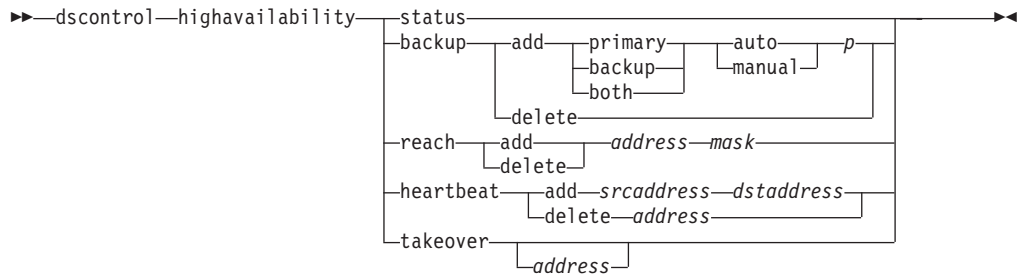 dscontrol highavailability status
backup add primary auto p
backup manual
both
delete
reach add address mask
delete
heartbeat add srcaddress dstaddress
delete address
takeover
address